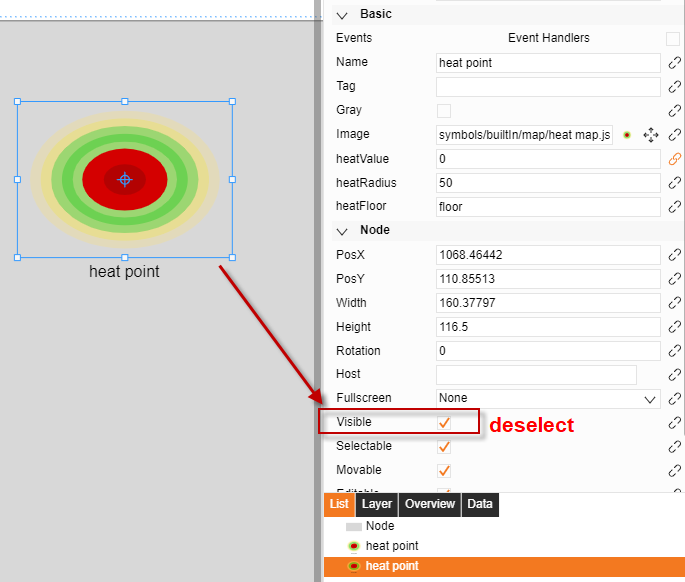 Basic
Events Event Handlers
Name heat point
Tag
Gray
Image symbols/builtIn/map/heat map.js
heatValue 0
heatRadius 50
heatFloor floor
Node
PosX 1068.46442
PosY 110.85513
Width 160.37797
Height 116.5
Rotation 0
Host
Fullscreen None
Visible deselect
Selectable
Movable
Editable
heat point
List Layer Overview Data
Node
heat point
heat point